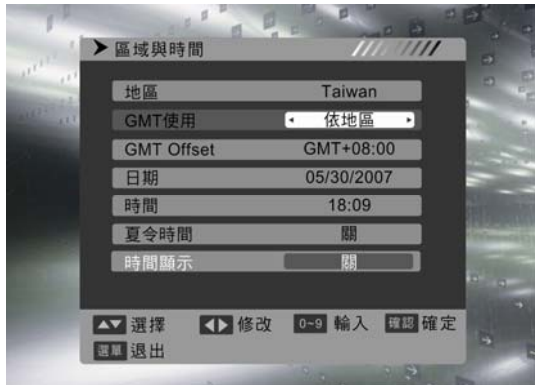 區域與時間
地區 Taiwan
GMT使用 依地區
GMT Offset GMT+08:00
日期 05/30/2007
時間 18:09
夏令時間 關
時間顯示 關
選擇 修改 0~9 輸入 確認 確定
選單 退出